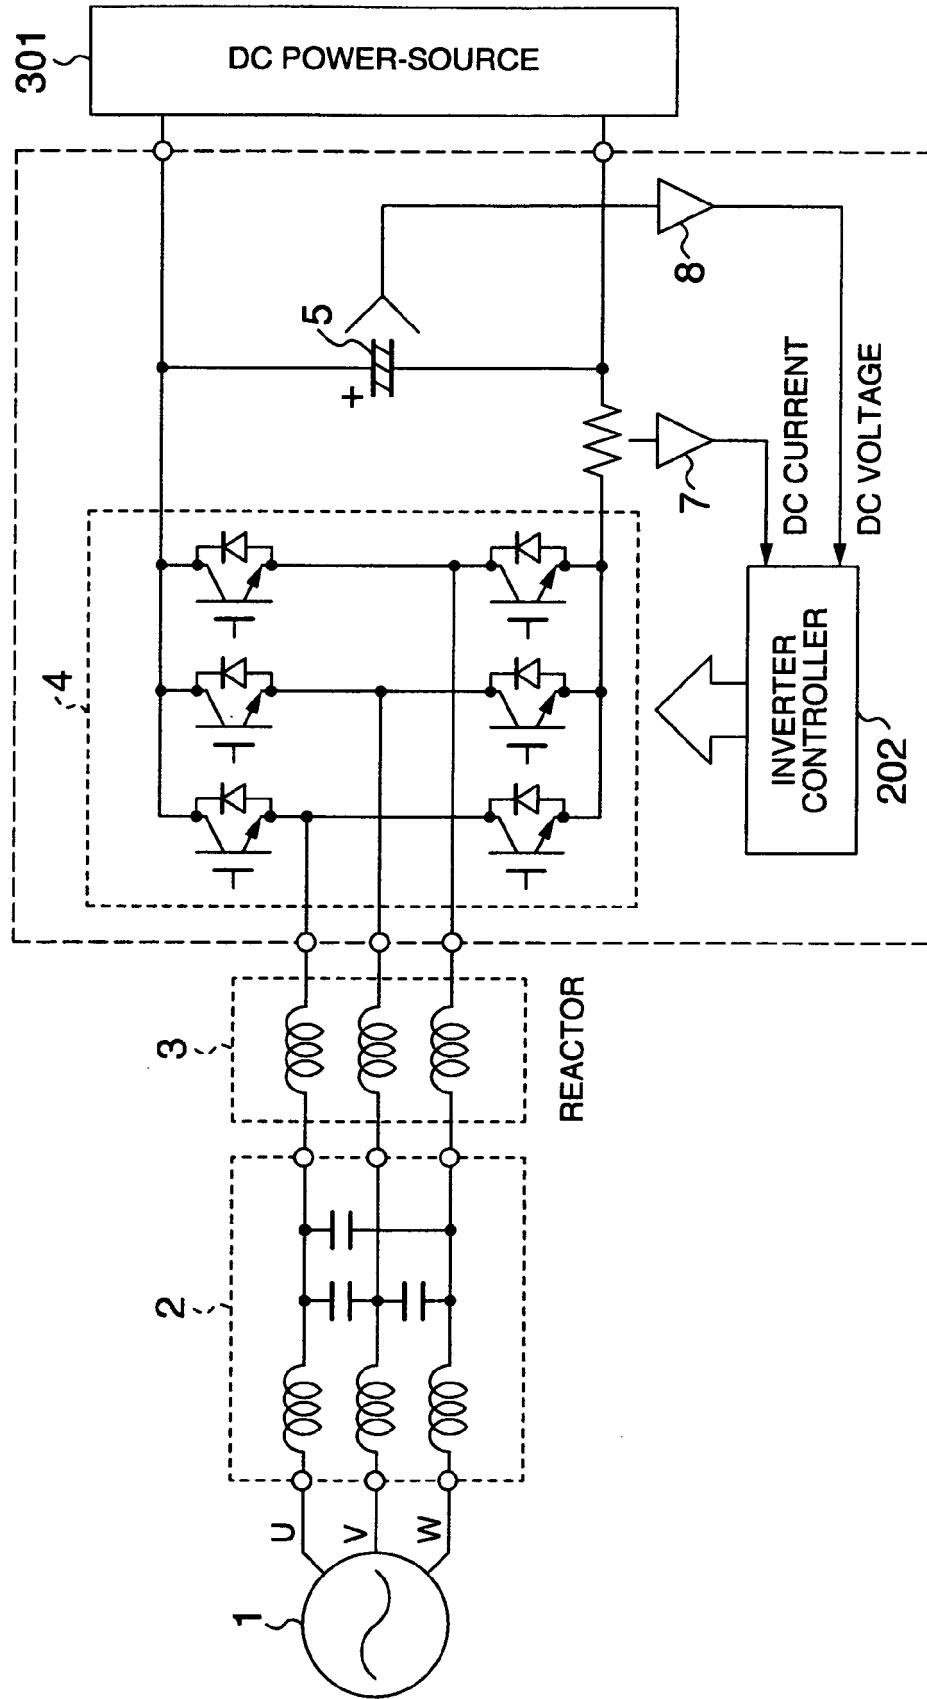 1
U
V
W
2
3
REACTOR
4
5
+
7
8
DC CURRENT
DC VOLTAGE
INVERTER
CONTROLLER
202
301
DC POWER-SOURCE